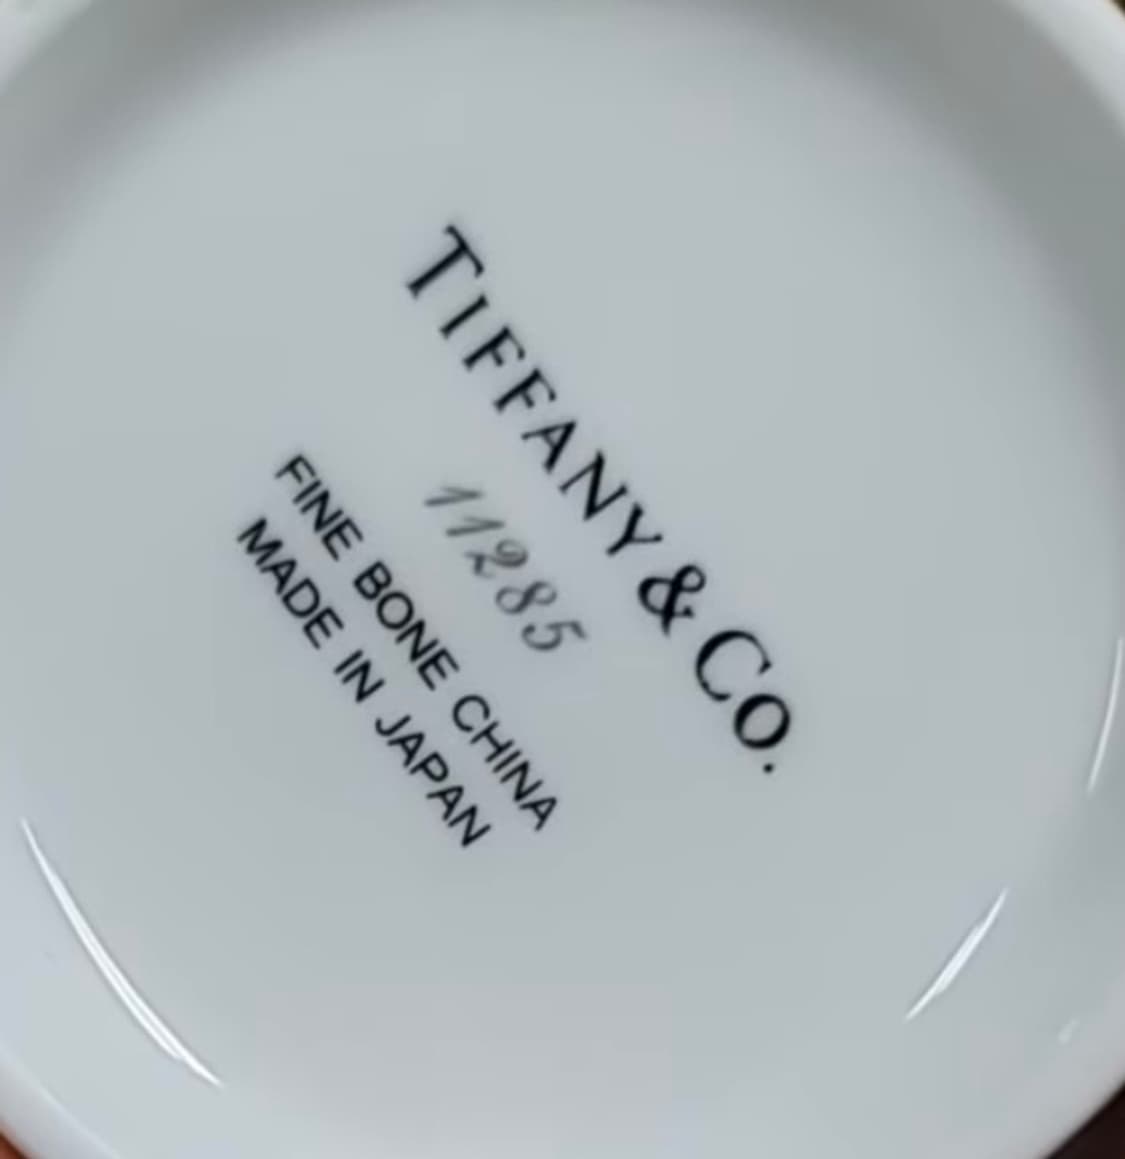 TIFFANY & CO.
11285
FINE BONE CHINA
MADE IN JAPAN